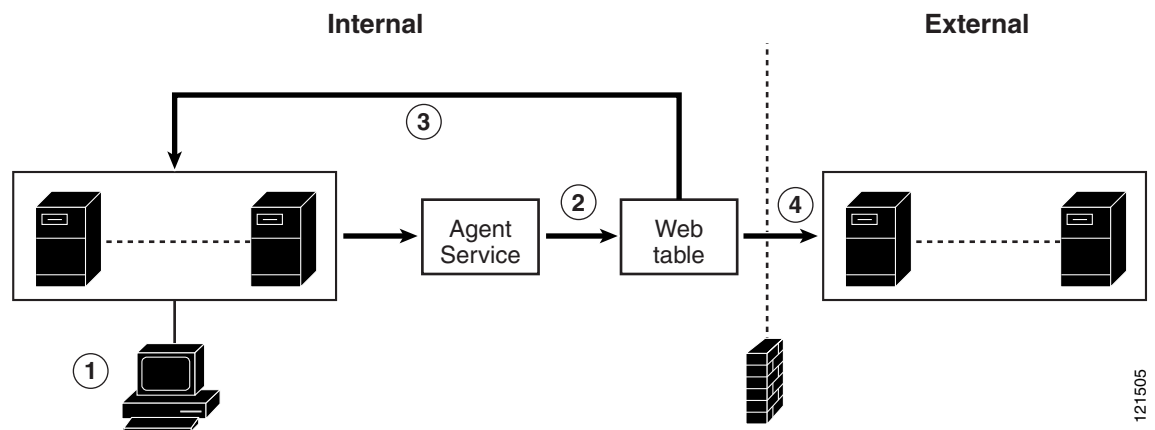 Internal
External
3
2
4
Agent
Service
Web
table
1
121505